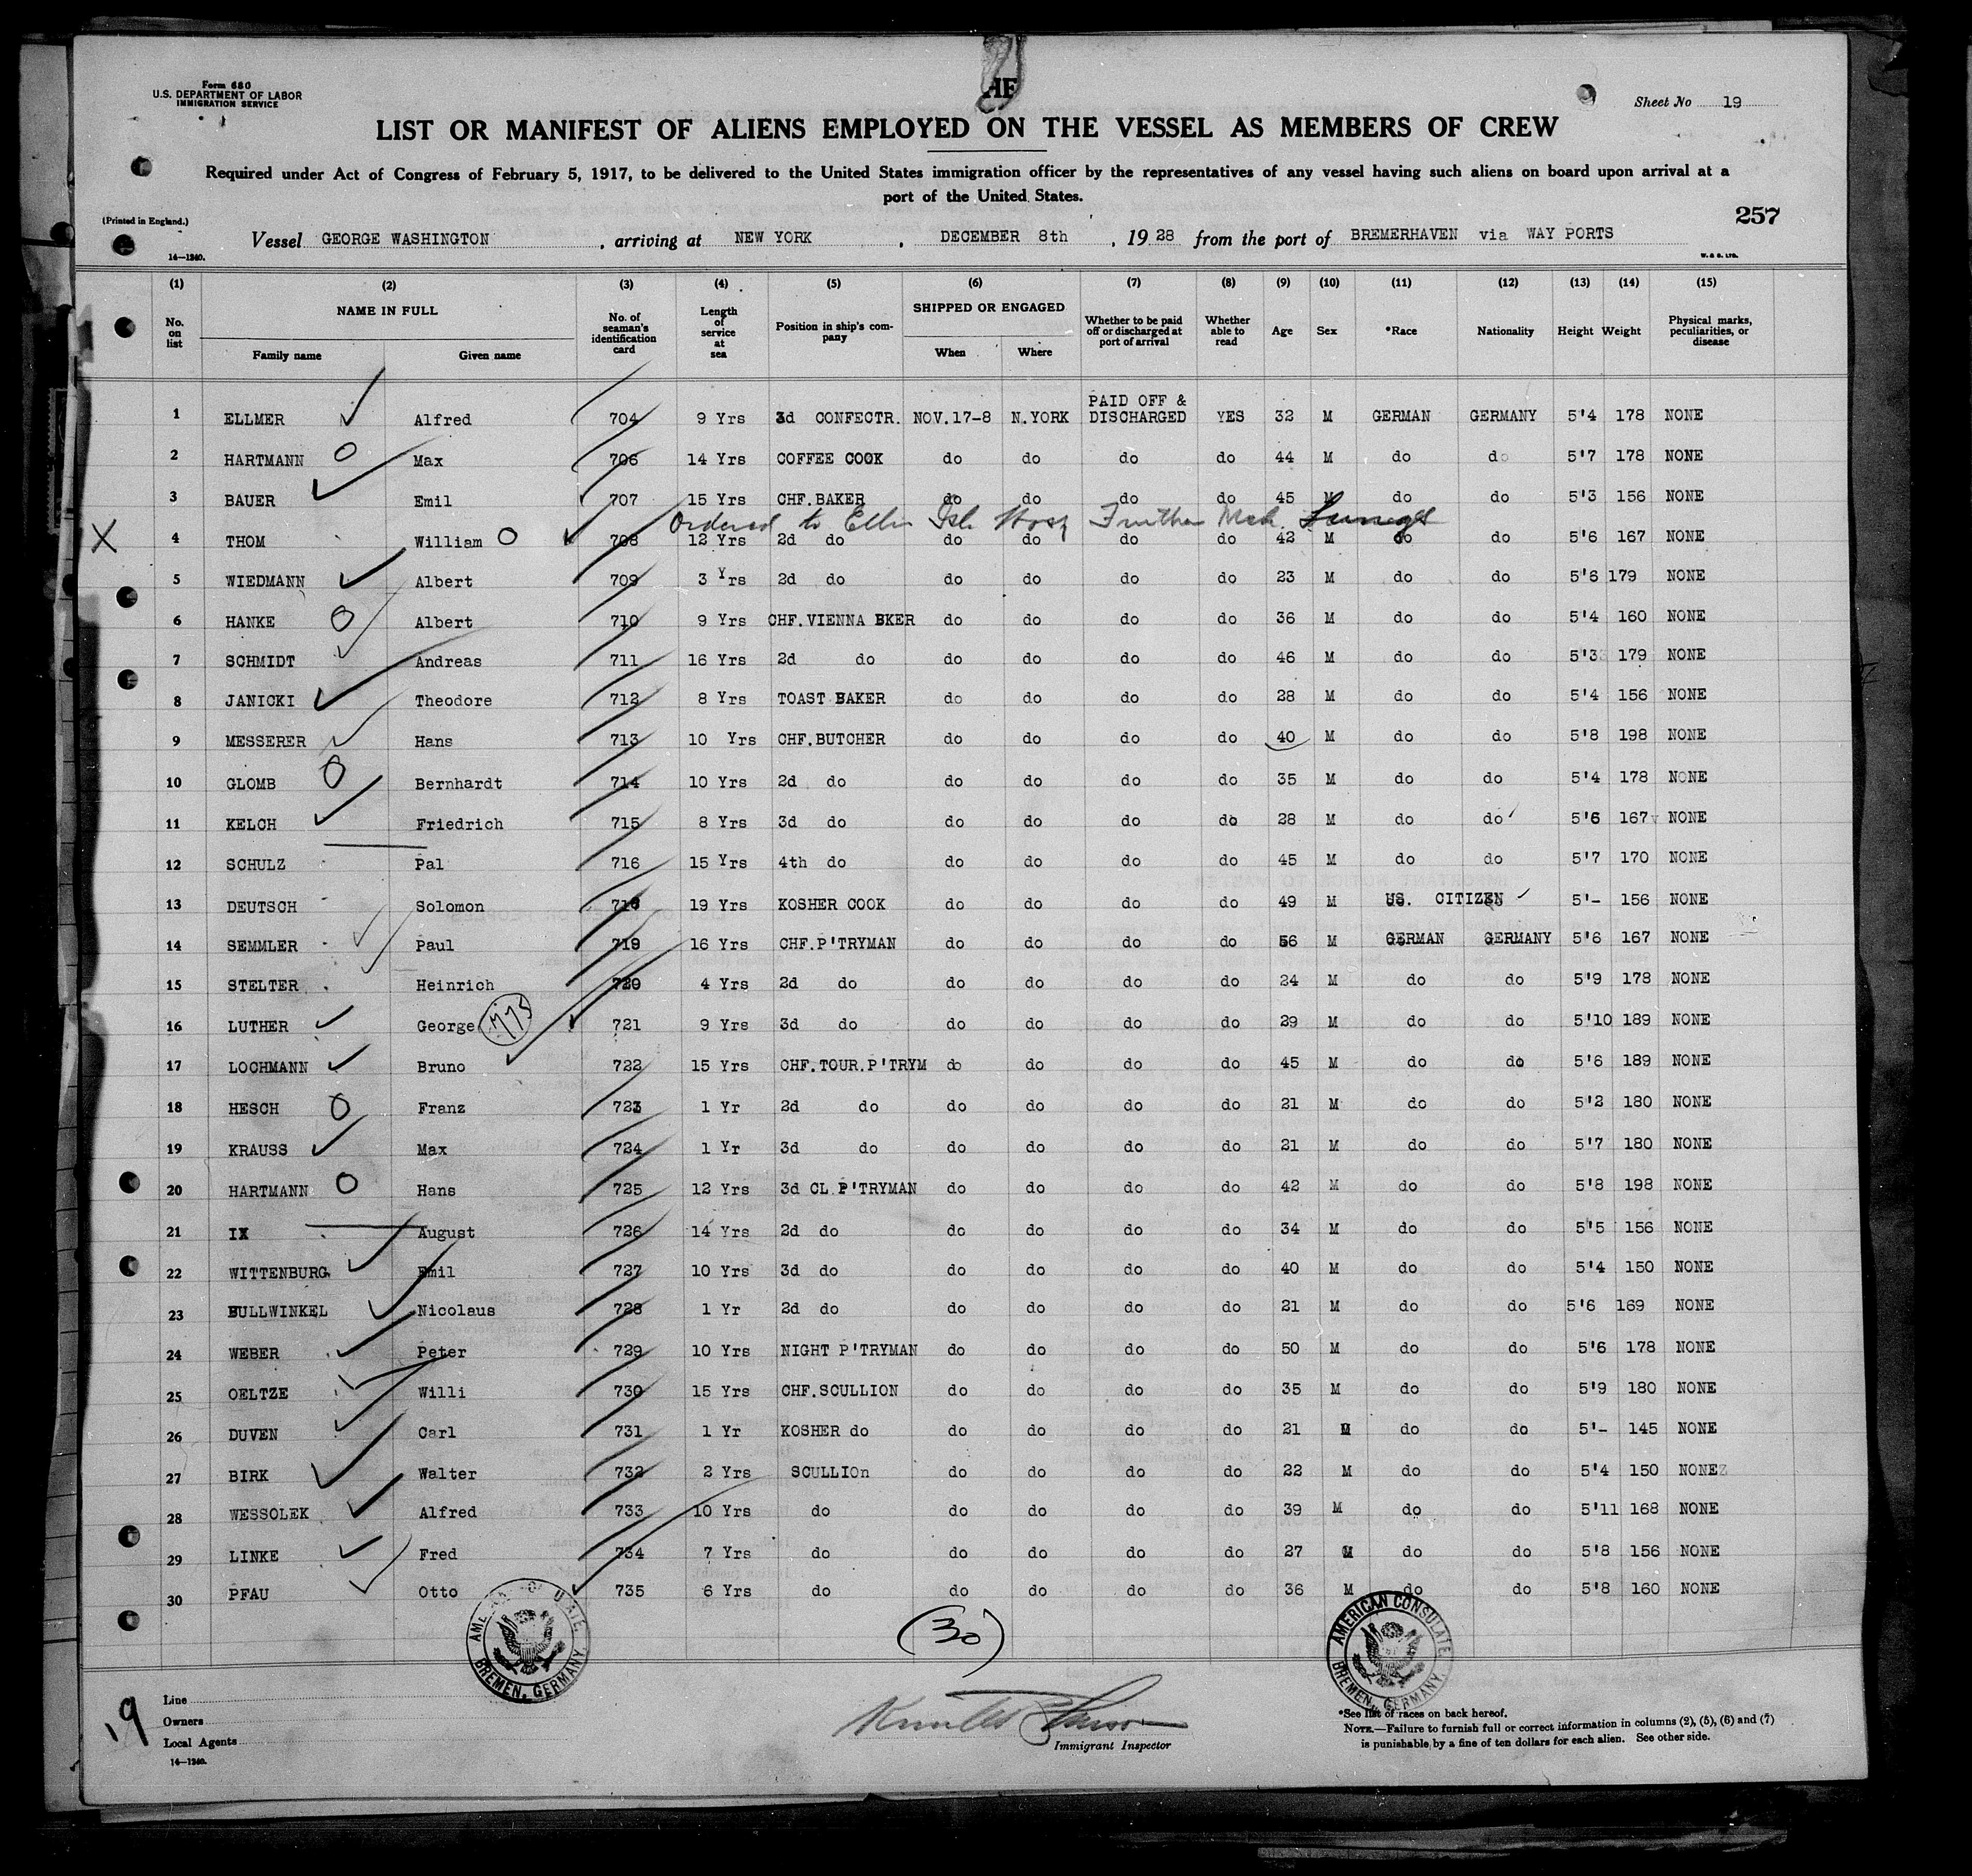 Form 680
U.S. DEPARTMENT OF LABOR
IMMIGRATION SERVICE
Sheet No 19
LIST OR MANIFEST OF ALIENS EMPLOYED ON THE VESSEL AS MEMBERS OF CREW
Required under Act of Congress of February 5, 1917, to be delivered to the United States immigration officer by the representatives of any vessel having such aliens on board upon arrival at a
port of the United States.
(Printed in England.)
257
Vessel GEORGE WASHINGTON, arriving at NEW YORK, DECEMBER 8th, 1928 from the port of BREMERHAVEN via WAY PORTS
14—1240.
W. & S. LTD.
(1) (2) (3) (4) (5) (6) (7) (8) (9) (10) (11) (12) (13) (14) (15)
No. on list NAME IN FULL Family name Given name No. of seaman's identification card Length of service at sea Position in ship's company SHIPPED OR ENGAGED When Where Whether to be paid off or discharged at port of arrival Whether able to read Age Sex *Race Nationality Height Weight Physical marks, peculiarities, or disease
1 ELLMER Alfred 704 9 Yrs 3d CONFECTR. NOV.17-8 N.YORK PAID OFF & DISCHARGED YES 32 M GERMAN GERMANY 5'4 178 NONE
2 HARTMANN Max 706 14 Yrs COFFEE COOK do do do do 44 M do do 5'7 178 NONE
3 BAUER Emil 707 15 Yrs CHF.BAKER do do do do 45 M do do 5'3 156 NONE
Ordered to Ellis Isl. Hosp Further
X 4 THOM William 708 12 Yrs 2d do do do do do 42 M do do 5'6 167 NONE
5 WIEDMANN Albert 709 3 Yrs 2d do do do do do 23 M do do 5'6 179 NONE
6 HANKE Albert 710 9 Yrs CHF.VIENNA BKER do do do do 36 M do do 5'4 160 NONE
7 SCHMIDT Andreas 711 16 Yrs 2d do do do do do 46 M do do 5'3 179 NONE
8 JANICKI Theodore 712 8 Yrs TOAST BAKER do do do do 28 M do do 5'4 156 NONE
9 MESSERER Hans 713 10 Yrs CHF.BUTCHER do do do do 40 M do do 5'8 198 NONE
10 GLOMB Bernhardt 714 10 Yrs 2d do do do do do 35 M do do 5'4 178 NONE
11 KELCH Friedrich 715 8 Yrs 3d do do do do do 28 M do do 5'6 167 NONE
12 SCHULZ Pal 716 15 Yrs 4th do do do do do 45 M do do 5'7 170 NONE
13 DEUTSCH Solomon 718 19 Yrs KOSHER COOK do do do do 49 M US. CITIZEN 5'- 156 NONE
14 SEMMLER Paul 719 16 Yrs CHF.P'TRYMAN do do do do 56 M GERMAN GERMANY 5'6 167 NONE
15 STELTER Heinrich 720 4 Yrs 2d do do do do do 24 M do do 5'9 178 NONE
16 LUTHER George 721 9 Yrs 3d do do do do do 29 M do do 5'10 189 NONE
17 LOCHMANN Bruno 722 15 Yrs CHF.TOUR.P'TRYM do do do do 45 M do do 5'6 189 NONE
18 HESCH Franz 723 1 Yr 2d do do do do do 21 M do do 5'2 180 NONE
19 KRAUSS Max 724 1 Yr 3d do do do do do 21 M do do 5'7 180 NONE
20 HARTMANN Hans 725 12 Yrs 3d CL P'TRYMAN do do do do 42 M do do 5'8 198 NONE
21 IX August 726 14 Yrs 2d do do do do do 34 M do do 5'5 156 NONE
22 WITTENBURG Emil 727 10 Yrs 3d do do do do do 40 M do do 5'4 150 NONE
23 BULLWINKEL Nicolaus 728 1 Yr 2d do do do do do 21 M do do 5'6 169 NONE
24 WEBER Peter 729 10 Yrs NIGHT P'TRYMAN do do do do 50 M do do 5'6 178 NONE
25 OELTZE Willi 730 15 Yrs CHF.SCULLION do do do do 35 M do do 5'9 180 NONE
26 DUVEN Carl 731 1 Yr KOSHER do do do do do 21 M do do 5'- 145 NONE
27 BIRK Walter 732 2 Yrs SCULLIOn do do do do 22 M do do 5'4 150 NONE
28 WESSOLEK Alfred 733 10 Yrs do do do do do 39 M do do 5'11 168 NONE
29 LINKE Fred 734 7 Yrs do do do do do 27 M do do 5'8 156 NONE
30 PFAU Otto 735 6 Yrs do do do do do 36 M do do 5'8 160 NONE
(30)
BREMEN, GERMANY.
AMERICAN CONSULATE
BREMEN, GERMANY.
19
Line
Owners
Local Agents
14—1240.
Immigrant Inspector
*See list of races on back hereof.
NOTE.—Failure to furnish full or correct information in columns (2), (5), (6) and (7)
is punishable by a fine of ten dollars for each alien. See other side.